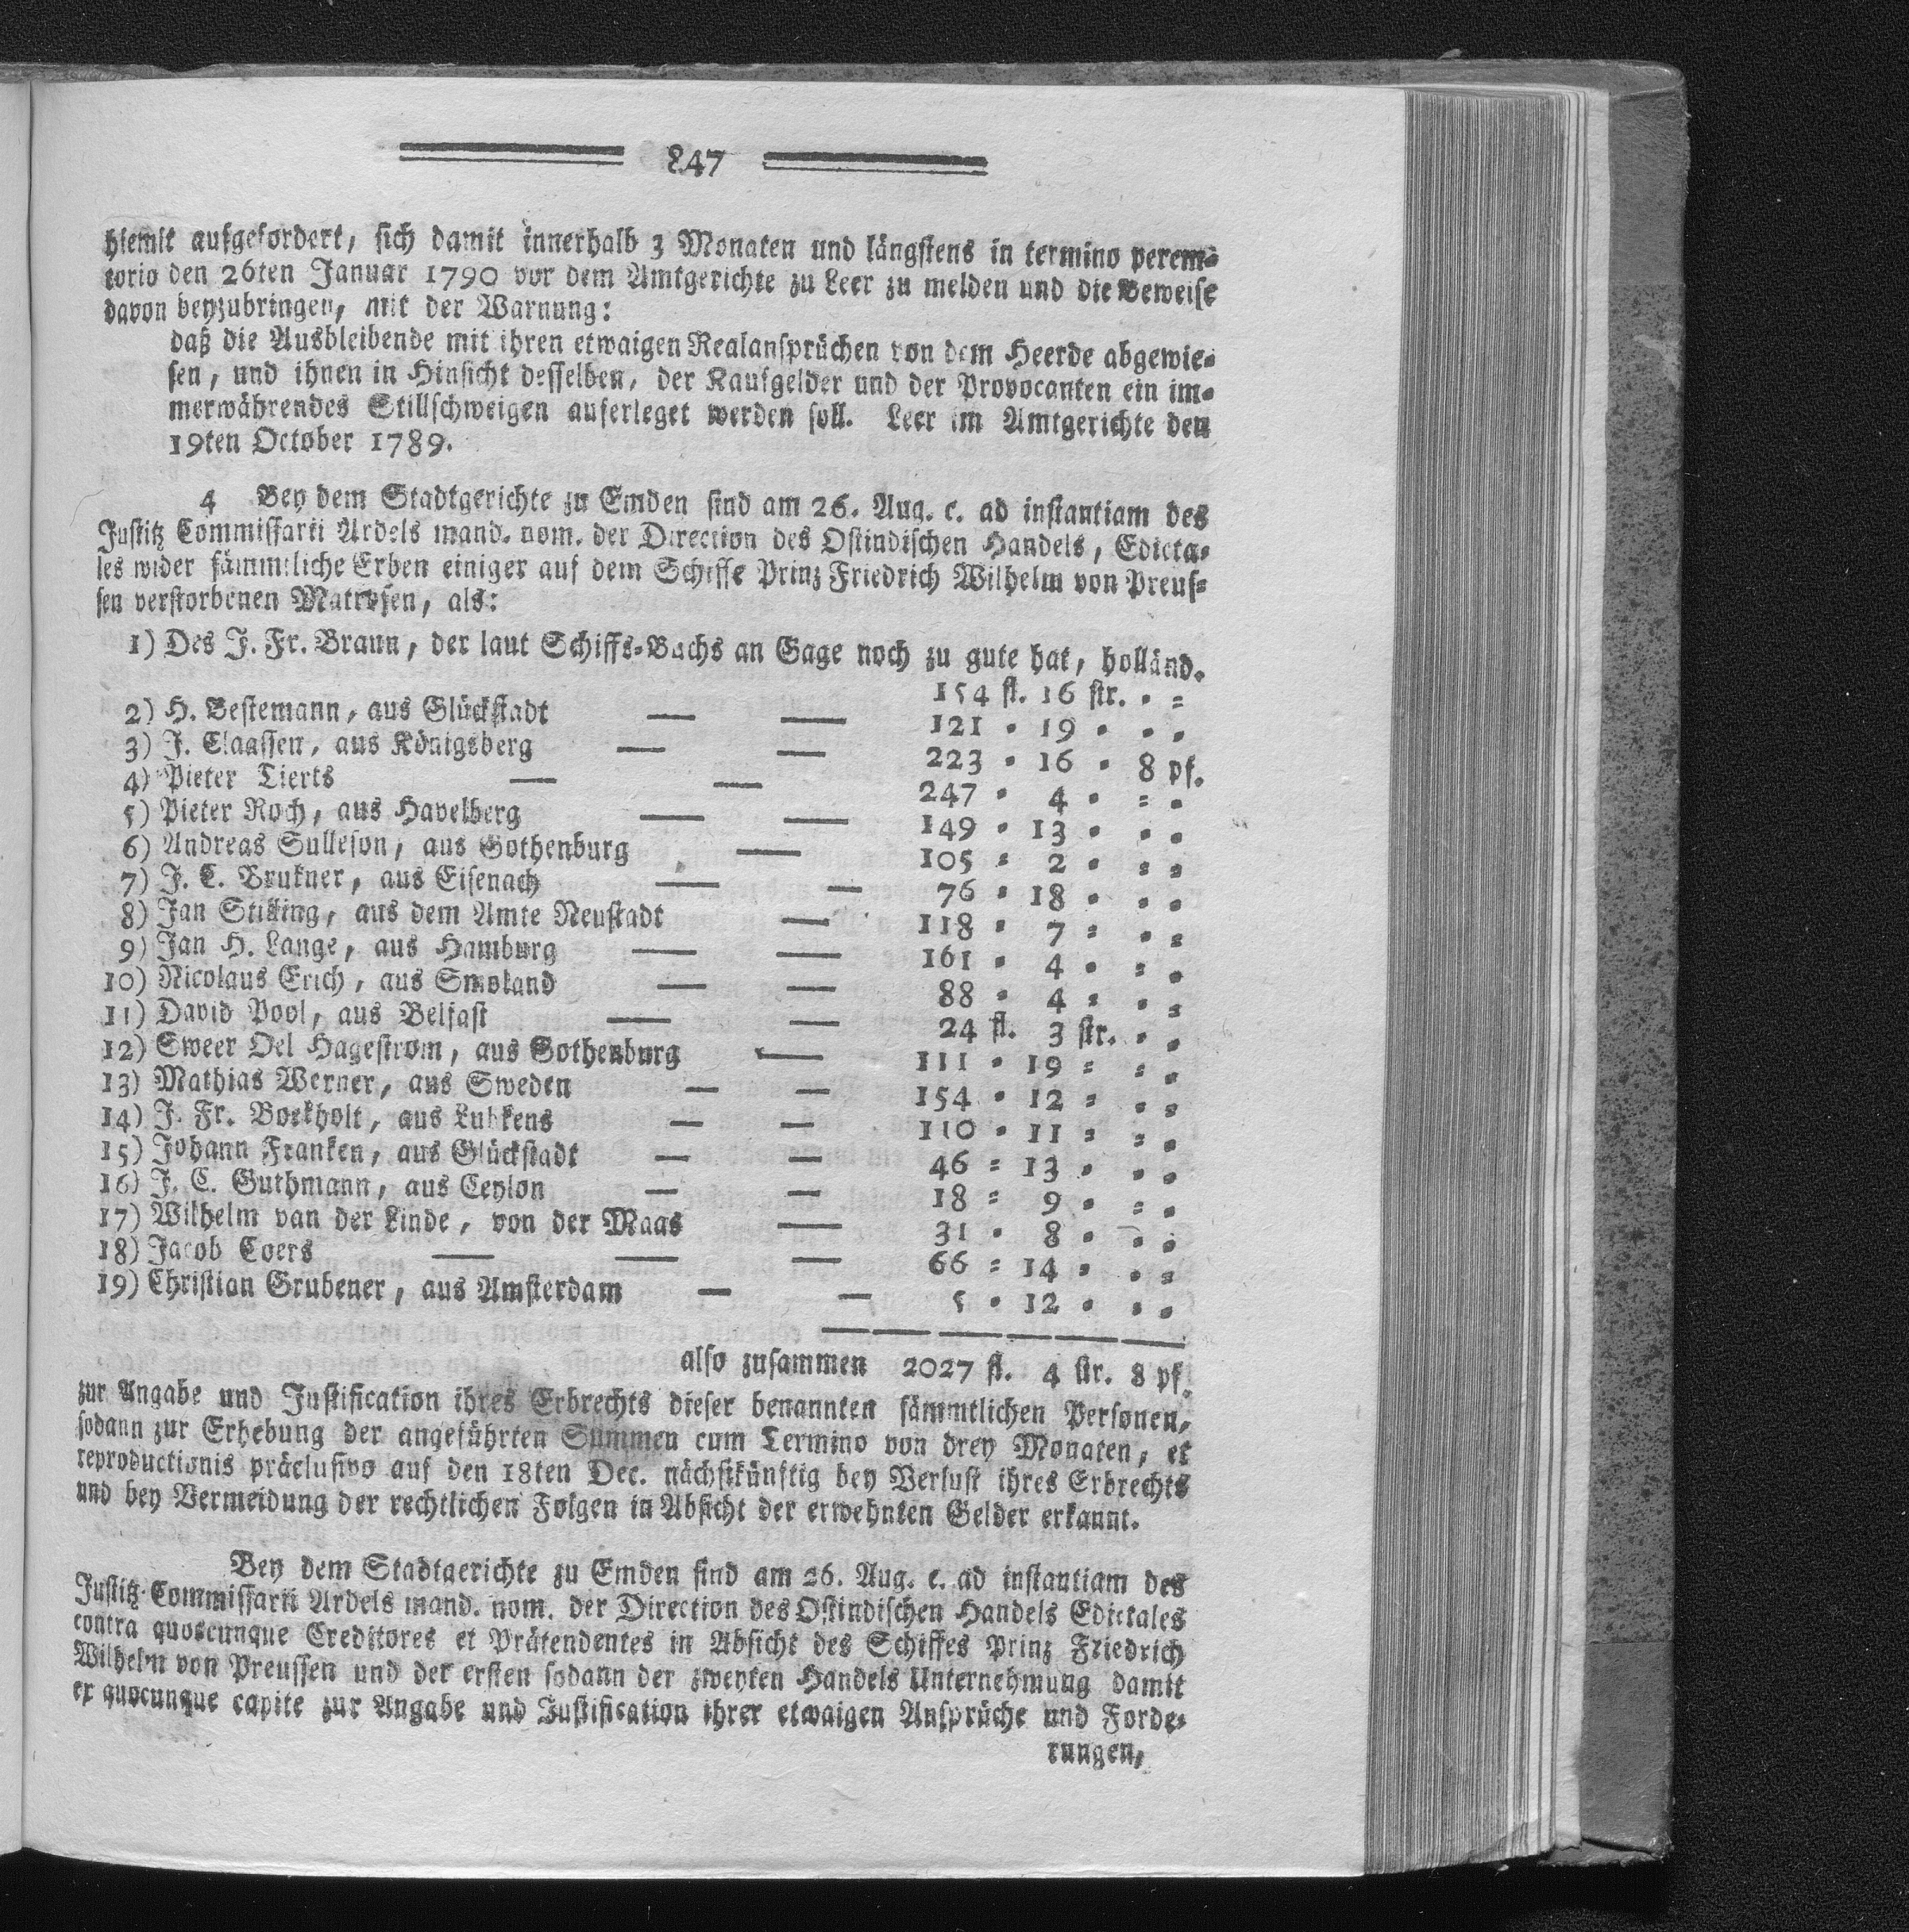 847
hiemit aufgefordert, sich damit innerhalb 3 Monaten und längstens in termino perem-
torio den 26ten Januar 1790 vor dem Amtgerichte zu Leer zu melden und die Beweise
davon beyzubringen, mit der Warnung:
daß die Ausbleibende mit ihren etwaigen Realansprüchen von dem Heerde abgewie-
sen, und ihnen in Hinsicht desselben, der Kaufgelder und der Provocanten ein im-
merwährendes Stillschweigen auferleget werden soll. Leer im Amtgerichte den
19ten October 1789.
4 Bey dem Stadtgerichte zu Emden sind am 26. Aug. c. ad instantiam des
Justitz Commissarii Ardels mand. nom. der Direction des Ostindischen Handels, Edicta-
les wider sämmtliche Erben einiger auf dem Schiffe Prinz Friedrich Wilhelm von Preus-
sen verstorbenen Matrosen, als:
1) Des J. Fr. Braun, der laut Schiffs-Buchs an Gage noch zu gute hat, holländ.
154 fl. 16 str. - -
2) H. Bestemann, aus Glückstadt — — 121 - 19 - - -
3) J. Claassen, aus Königsberg — — 223 - 16 - 8 pf.
4) Pieter Tierts — — 247 - 4 - - -
5) Pieter Roch, aus Havelberg — — 149 - 13 - - -
6) Andreas Sulleson, aus Gothenburg — 105 - 2 - - -
7) J. C. Brukner, aus Eisenach — — 76 - 18 - - -
8) Jan Stiking, aus dem Amte Neustadt — 118 - 7 - - -
9) Jan H. Lange, aus Hamburg — — 161 - 4 - - -
10) Nicolaus Erich, aus Smoland — — 88 - 4 - - -
11) David Pool, aus Belfast — — 24 fl. 3 str. - -
12) Sweer Oel Hagestrom, aus Gothenburg — 111 - 19 - - -
13) Mathias Werner, aus Sweden — — 154 - 12 - - -
14) J. Fr. Boekholt, aus Lubkens — — 110 - 11 - - -
15) Johann Franken, aus Glückstadt — — 46 - 13 - - -
16) J. C. Guthmann, aus Ceylon — — 18 - 9 - - -
17) Wilhelm van der Linde, von der Maas — 31 - 8 - - -
18) Jacob Coers — — — 66 - 14 - - -
19) Christian Grubener, aus Amsterdam — — 5 - 12 - - -
also zusammen 2027 fl. 4 str. 8 pf.
zur Angabe und Justification ihres Erbrechts dieser benannten sämmtlichen Personen,
sodann zur Erhebung der angeführten Summen cum Termino von drey Monaten, et
reproductionis präclusivo auf den 18ten Dec. nächstkünftig bey Verlust ihres Erbrechts
und bey Vermeidung der rechtlichen Folgen in Absicht der erwehnten Gelder erkannt.
Bey dem Stadtgerichte zu Emden sind am 26. Aug. c. ad instantiam des
Justitz-Commissarii Ardels mand. nom. der Direction des Ostindischen Handels Edictales
contra quoscunque Creditores et Prätendentes in Absicht des Schiffes Prinz Friedrich
Wilhelm von Preussen und der ersten sodann der zweyten Handels Unternehmung damit
ex quocunque capite zur Angabe und Justification ihrer etwaigen Ansprüche und Forde-
rungen,